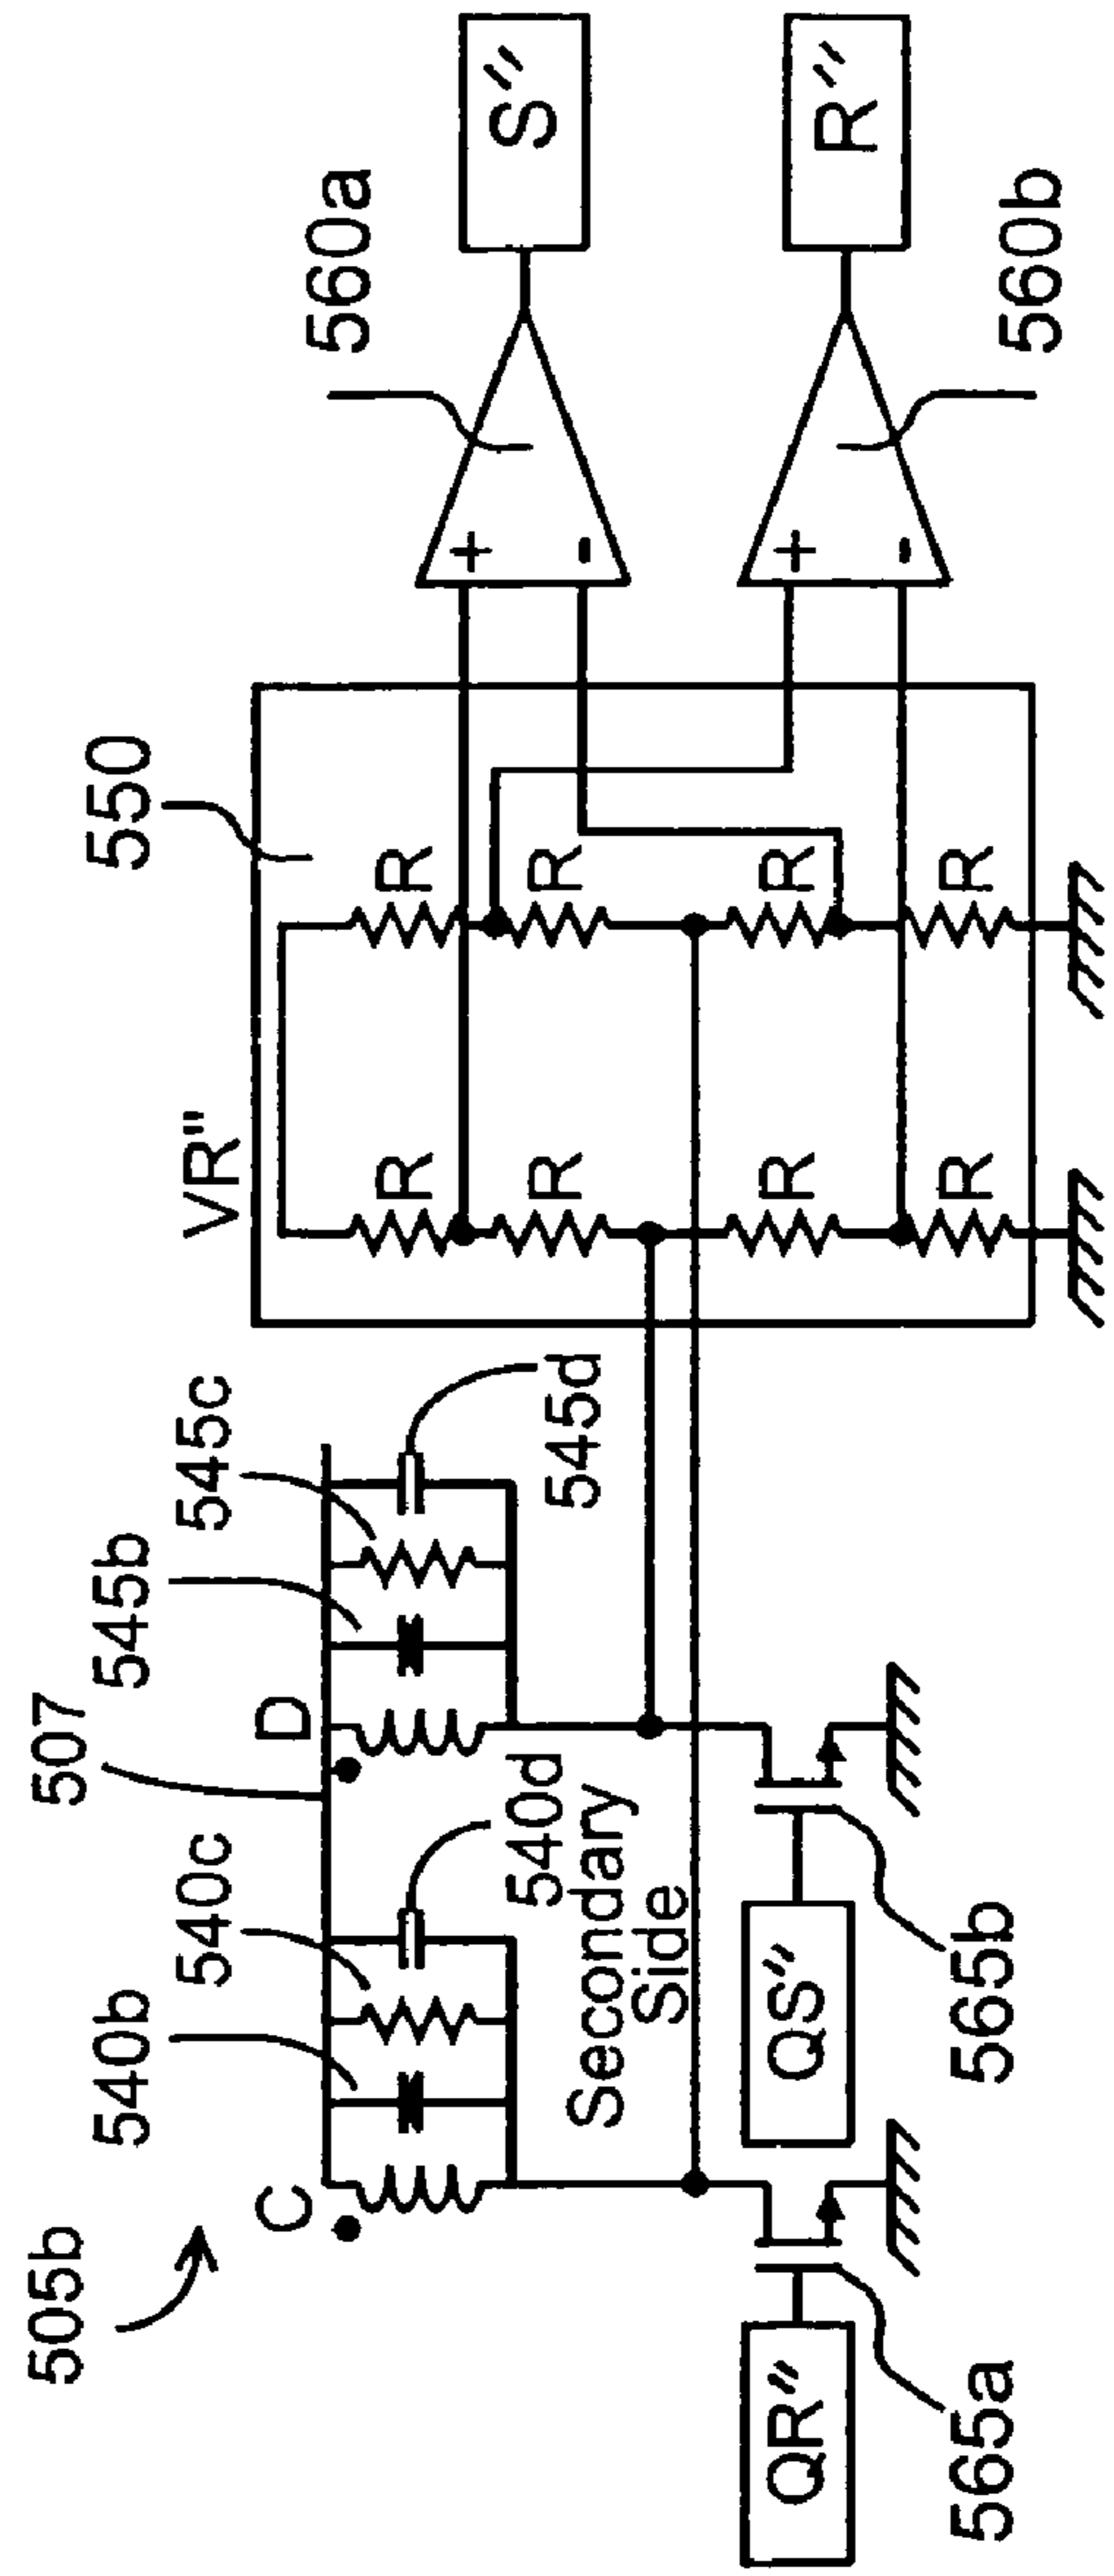 505b
C
540b
540c
540d
507
D
545b
545c
545d
Secondary
Side
QR″
565a
QS″
565b
VR"
550
R
R
R
R
R
R
R
R
+
-
560a
S″
+
-
560b
R″